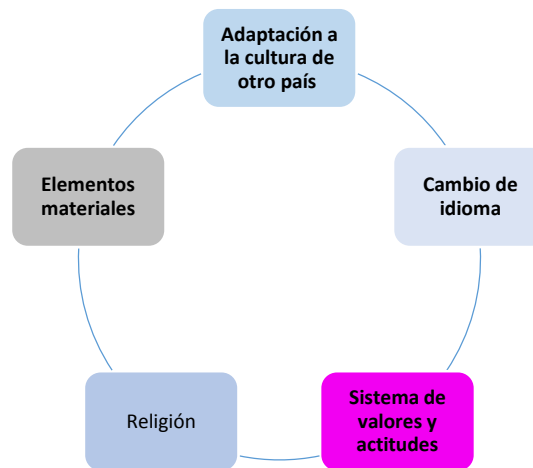 Adaptación a
la cultura de
otro país
Cambio de
idioma
Sistema de
valores y
actitudes
Religión
Elementos
materiales